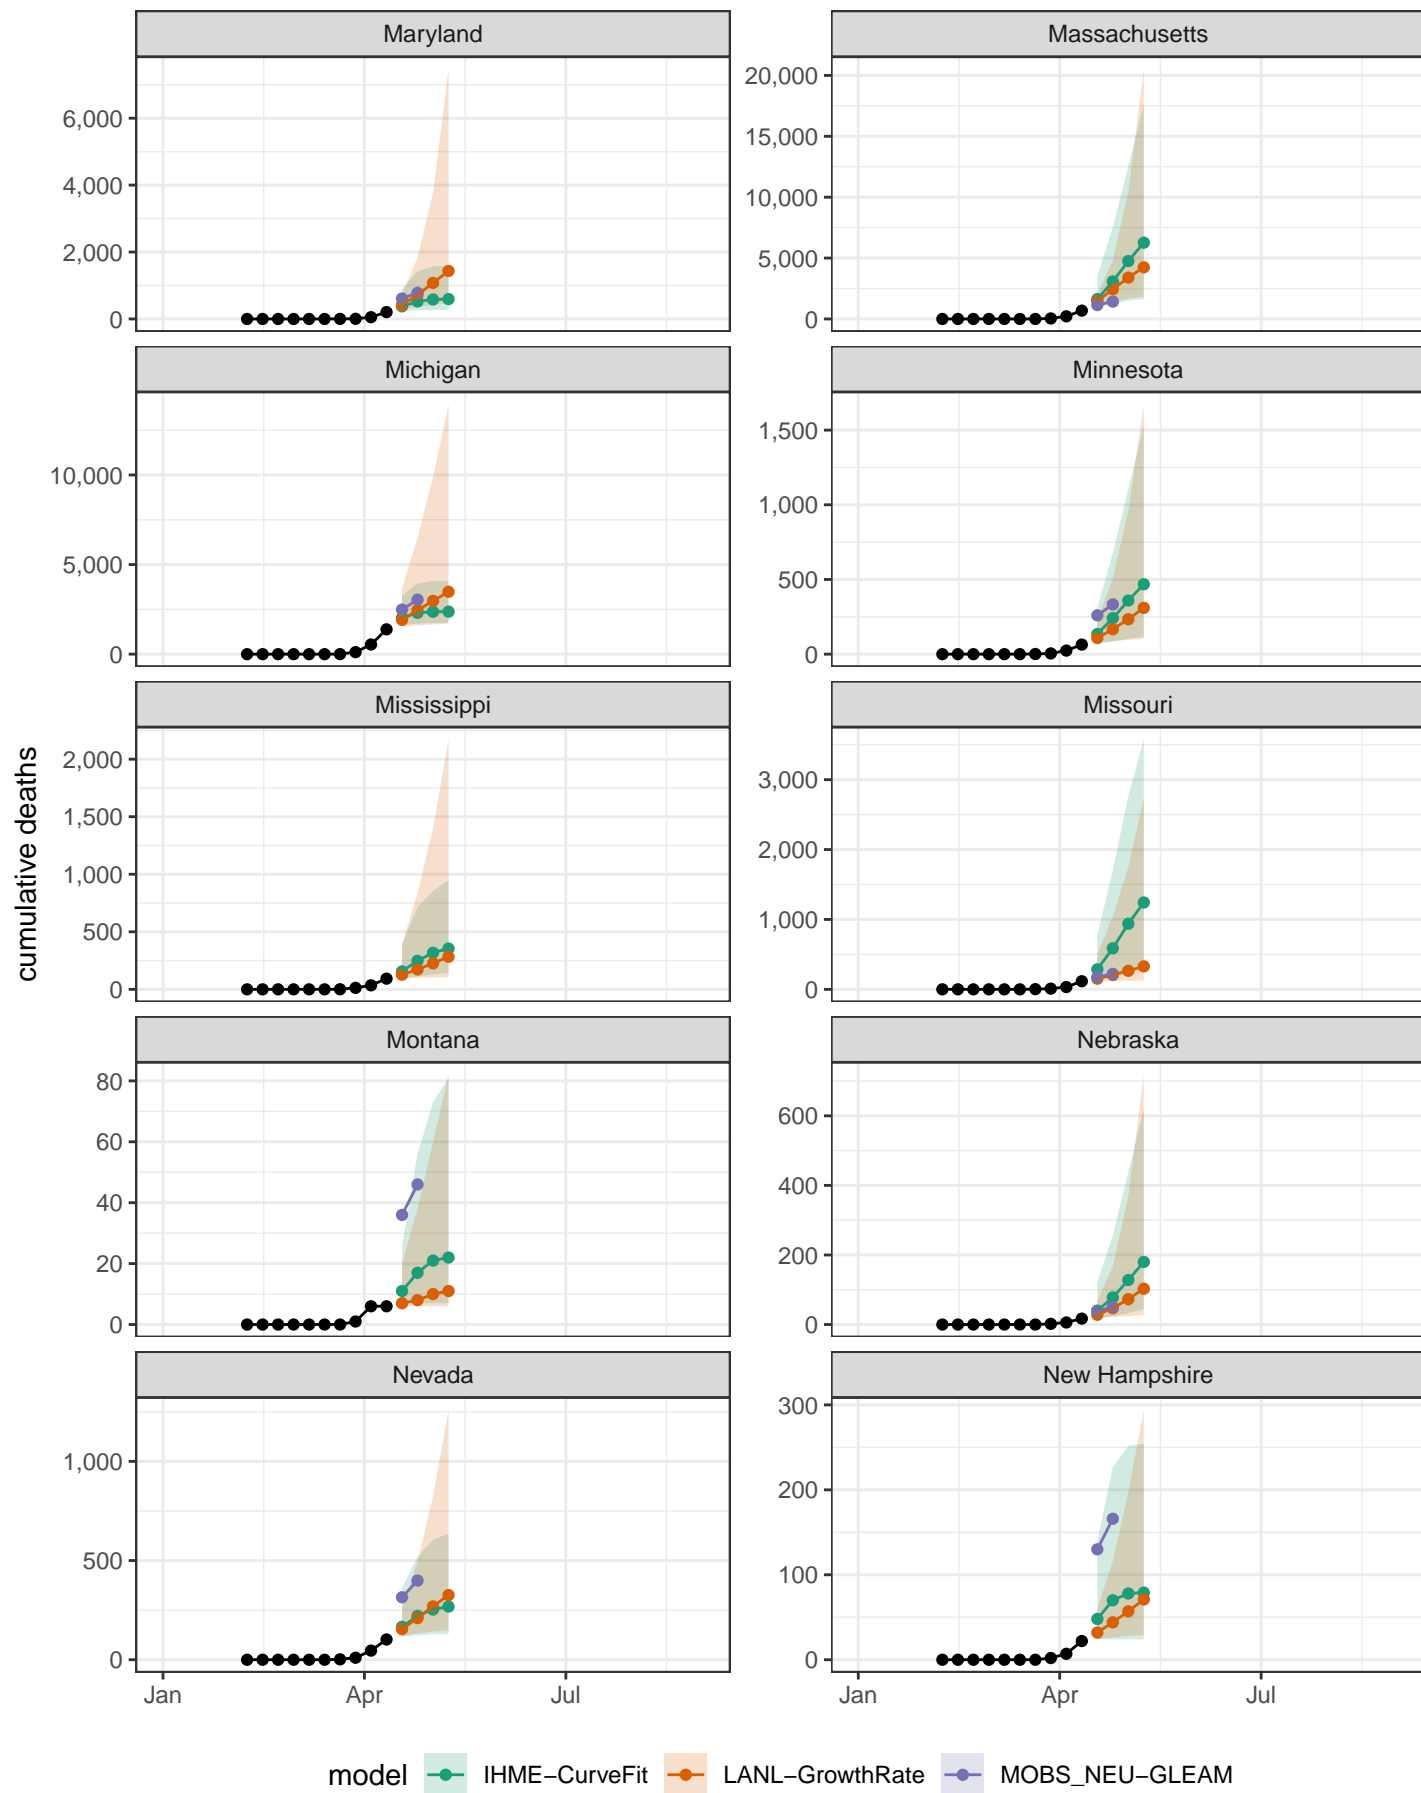 Maryland
Massachusetts
6,000
4,000
2,000
0
20,000
15,000
10,000
5,000
0
Michigan
Minnesota
10,000
5,000
0
1,500
1,000
500
0
Mississippi
Missouri
cumulative deaths
2,000
1,500
1,000
500
0
3,000
2,000
1,000
0
Montana
Nebraska
80
60
40
20
0
600
400
200
0
Nevada
New Hampshire
1,000
500
0
300
200
100
0
Jan Apr Jul
Jan Apr Jul
model IHME−CurveFit LANL−GrowthRate MOBS_NEU−GLEAM